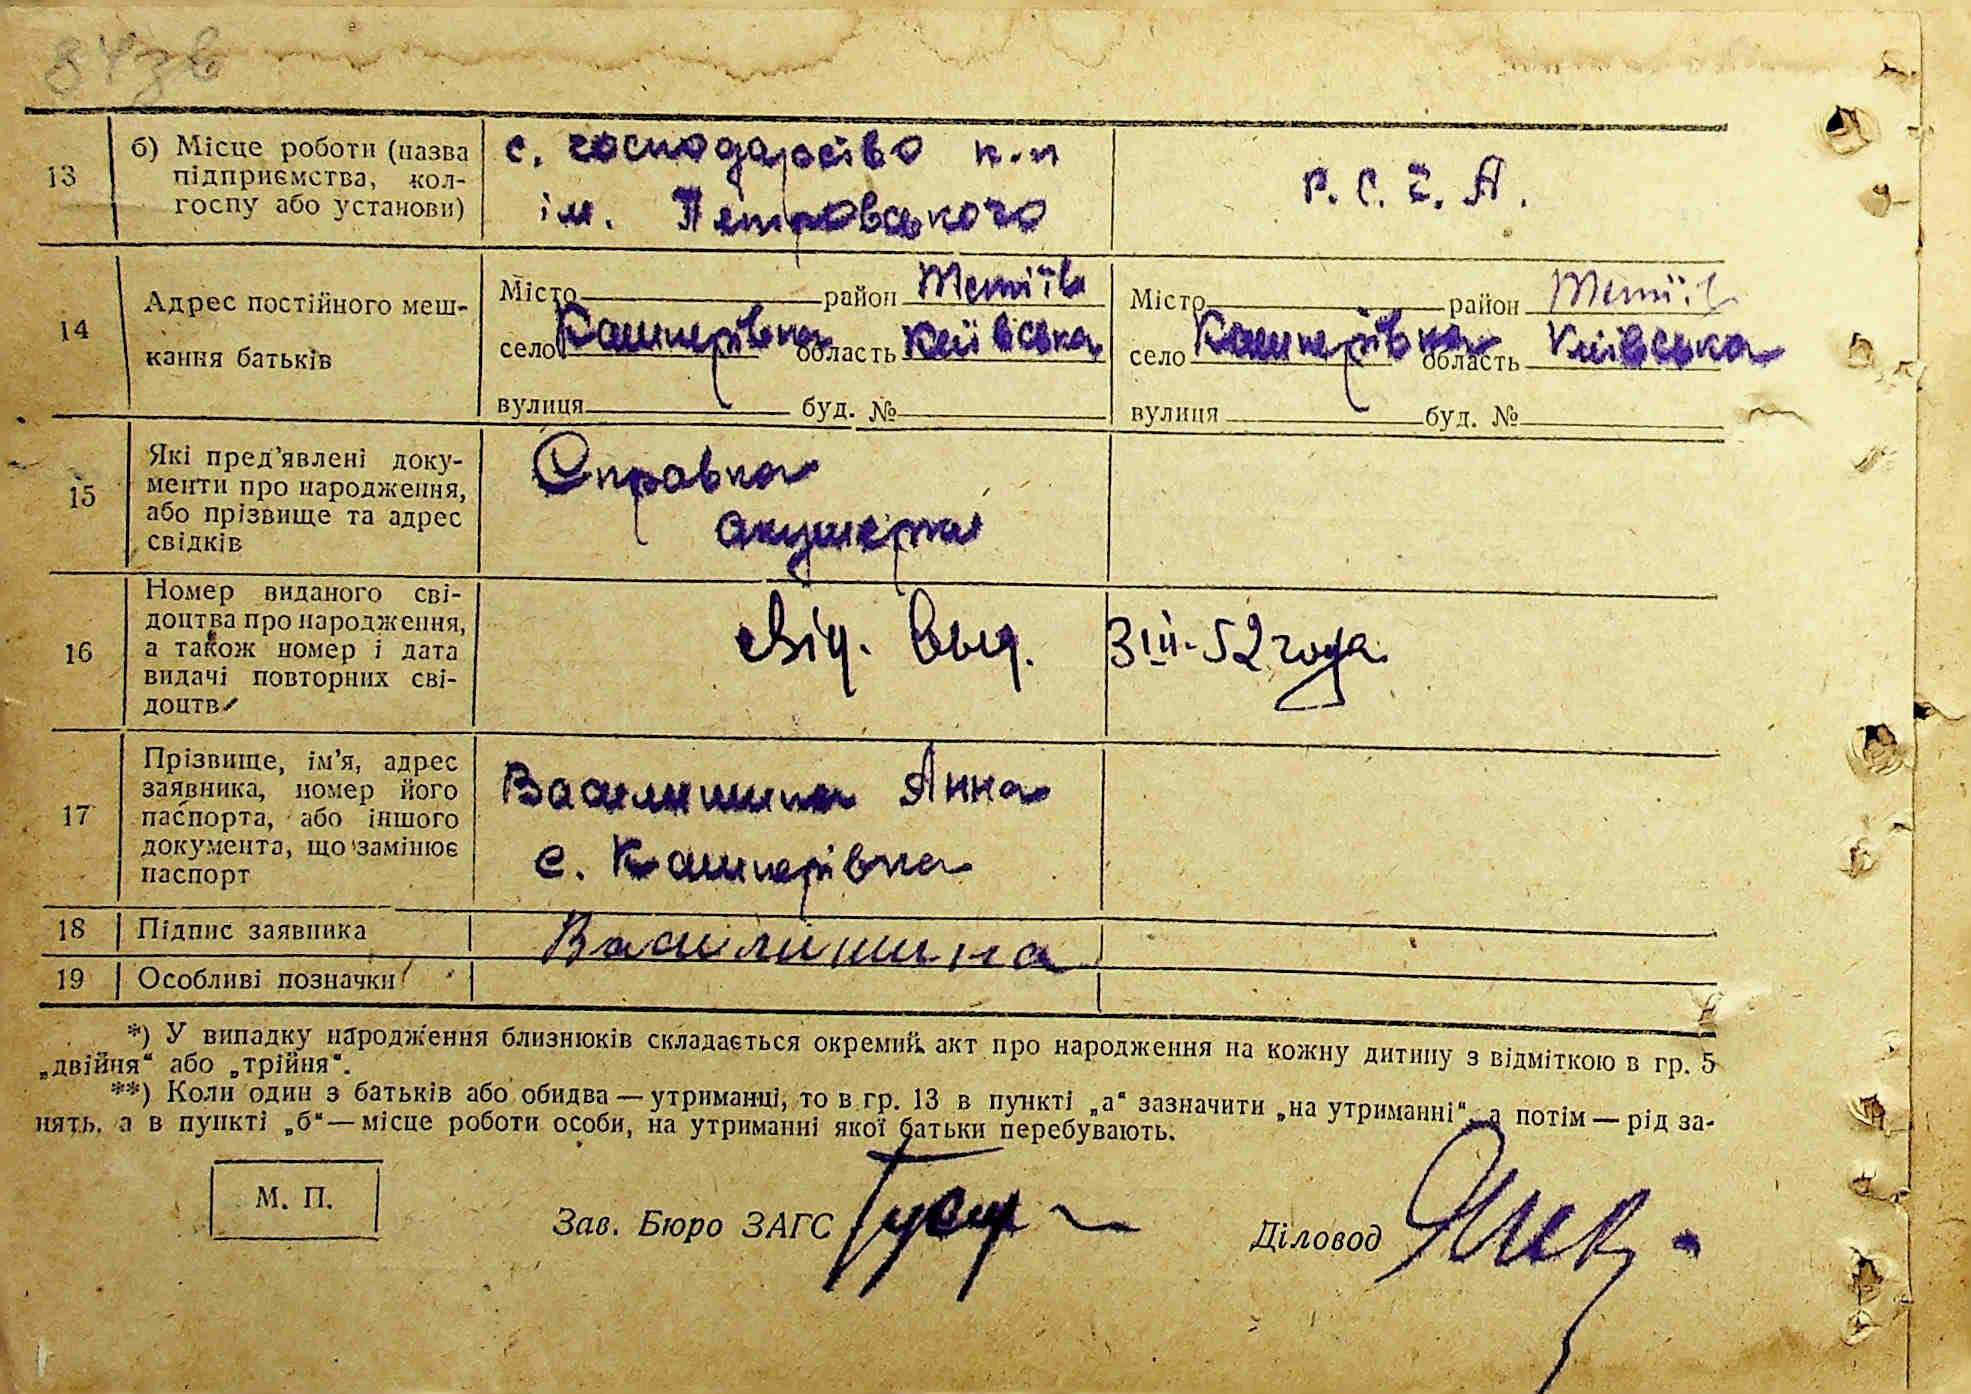 84зв
13 б) Місце роботи (назва підприємства, кол-
госпу або установи)
с. господарство к-п
ім. Петровського
Р. С. Ч. А.
14 Адрес постійного меш-
кання батьків
Місто район Тетіїв
село Кашперівка область Київська
вулиця буд. №
Місто район Тетіїв
село Кашперівка область Київська
вулиця буд. №
15 Які пред’явлені доку-
менти про народження,
або прізвище та адрес
свідків
Справка
акушерки
16 Номер виданого сві-
доцтва про народження,
а також номер і дата
видачі повторних сві-
доцтв
свід. выд. 3 III-52 года.
17 Прізвище, ім’я, адрес
заявника, номер його
паспорта, або іншого
документа, що замінює
паспорт
Василишина Анна
с. Кашперівка
18 Підпис заявника Василишина
19 Особливі позначки
*) У випадку народження близнюків складається окремий акт про народження на кожну дитину з відміткою в гр. 5
„двійня“ або „трійня“.
**) Коли один з батьків або обидва — утриманці, то в гр. 13 в пункті „а“ зазначити „на утриманні“, а потім — рід за-
нять, а в пункті „б“ — місце роботи особи, на утриманні якої батьки перебувають.
М. П.
Зав. Бюро ЗАГС
Діловод